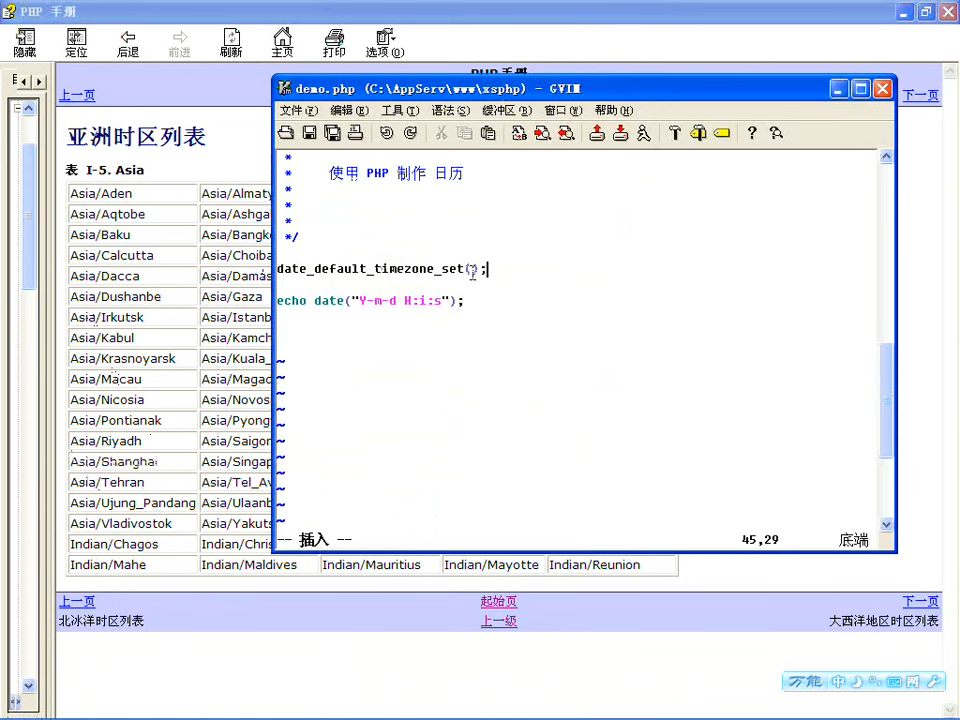 PHP 手册
隐藏 定位 后退 前进 刷新 主页 打印 选项(O)
上一页 下一页
亚洲时区列表
表 I-5. Asia
Asia/Aden
Asia/Aqtobe
Asia/Baku
Asia/Calcutta
Asia/Dacca
Asia/Dushanbe Asia/Gaza
Asia/Irkutsk
Asia/Kabul
Asia/Krasnoyarsk
Asia/Macau
Asia/Nicosia
Asia/Pontianak
Asia/Riyadh
Asia/Shanghai
Asia/Tehran
Asia/Ujung_Pandang
Asia/Vladivostok
Indian/Chagos
Indian/Mahe Indian/Maldives Indian/Mauritius Indian/Mayotte Indian/Reunion
上一页 起始页 下一页
北冰洋时区列表 上一级 大西洋地区时区列表
demo.php (C:\AppServ\www\xsphp) - GVIM
文件(F) 编辑(E) 工具(T) 语法(S) 缓冲区(B) 窗口(W) 帮助(H)
*
* 使用 PHP 制作 日历
*
*
*
*/
date_default_timezone_set();
echo date("Y-m-d H:i:s");
~
~
~
~
~
~
~
~
~
~
~
-- 插入 -- 45,29 底端
万能 中